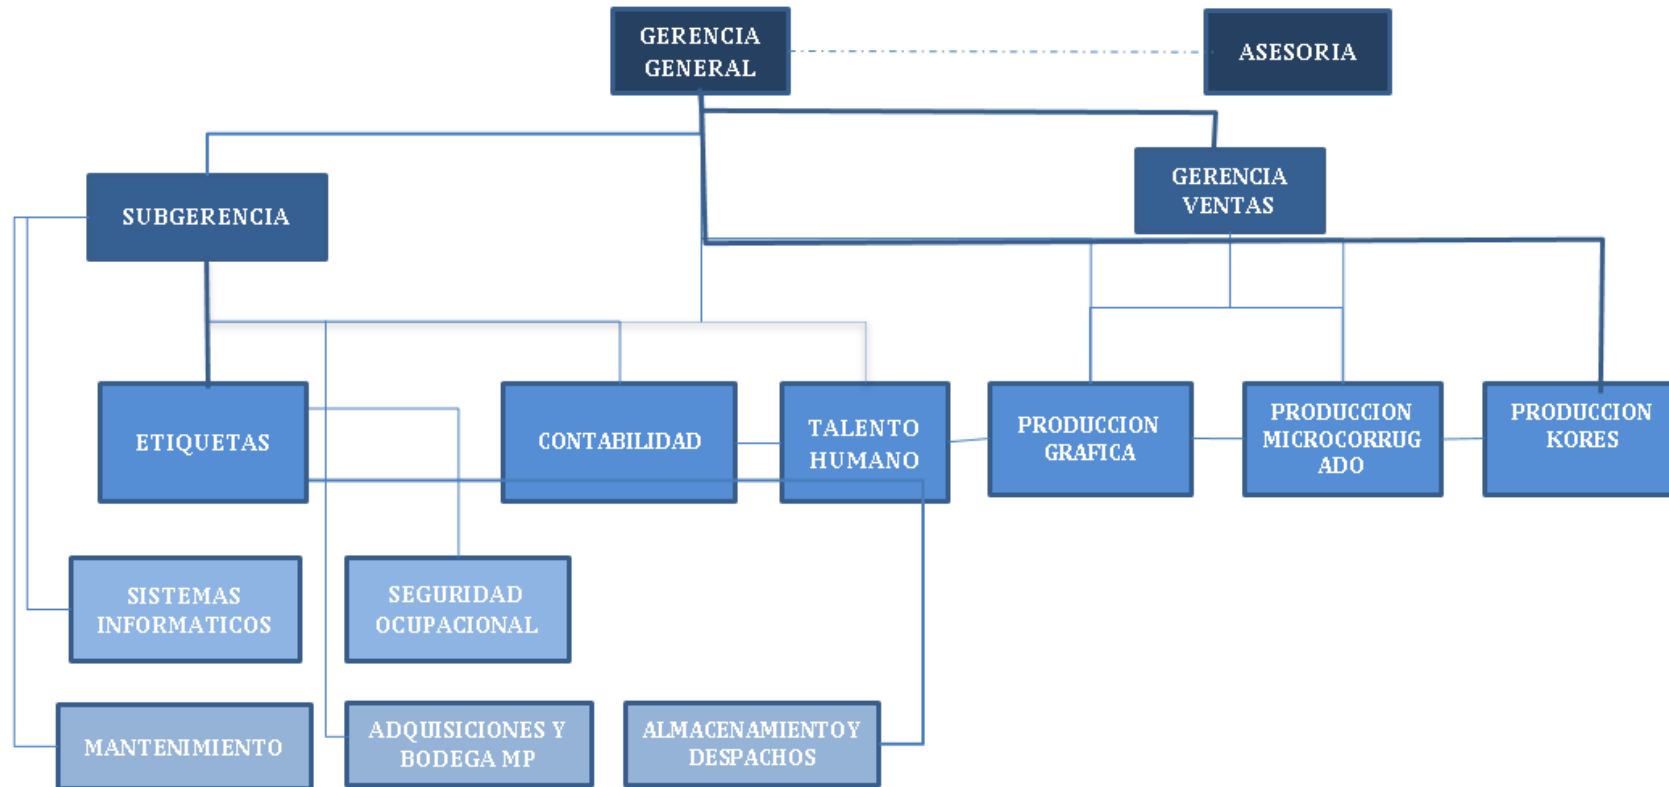 GERENCIA
GENERAL
ASESORIA
GERENCIA
VENTAS
SUBGERENCIA
ETIQUETAS
CONTABILIDAD
TALENTO
HUMANO
PRODUCCION
GRAFICA
PRODUCCION
MICROCORRUG
ADO
PRODUCCION
KORES
SISTEMAS
INFORMATICOS
SEGURIDAD
OCUPACIONAL
MANTENIMIENTO
ADQUISICIONES Y
BODEGA MP
ALMACENAMIENTO Y
DESPACHOS